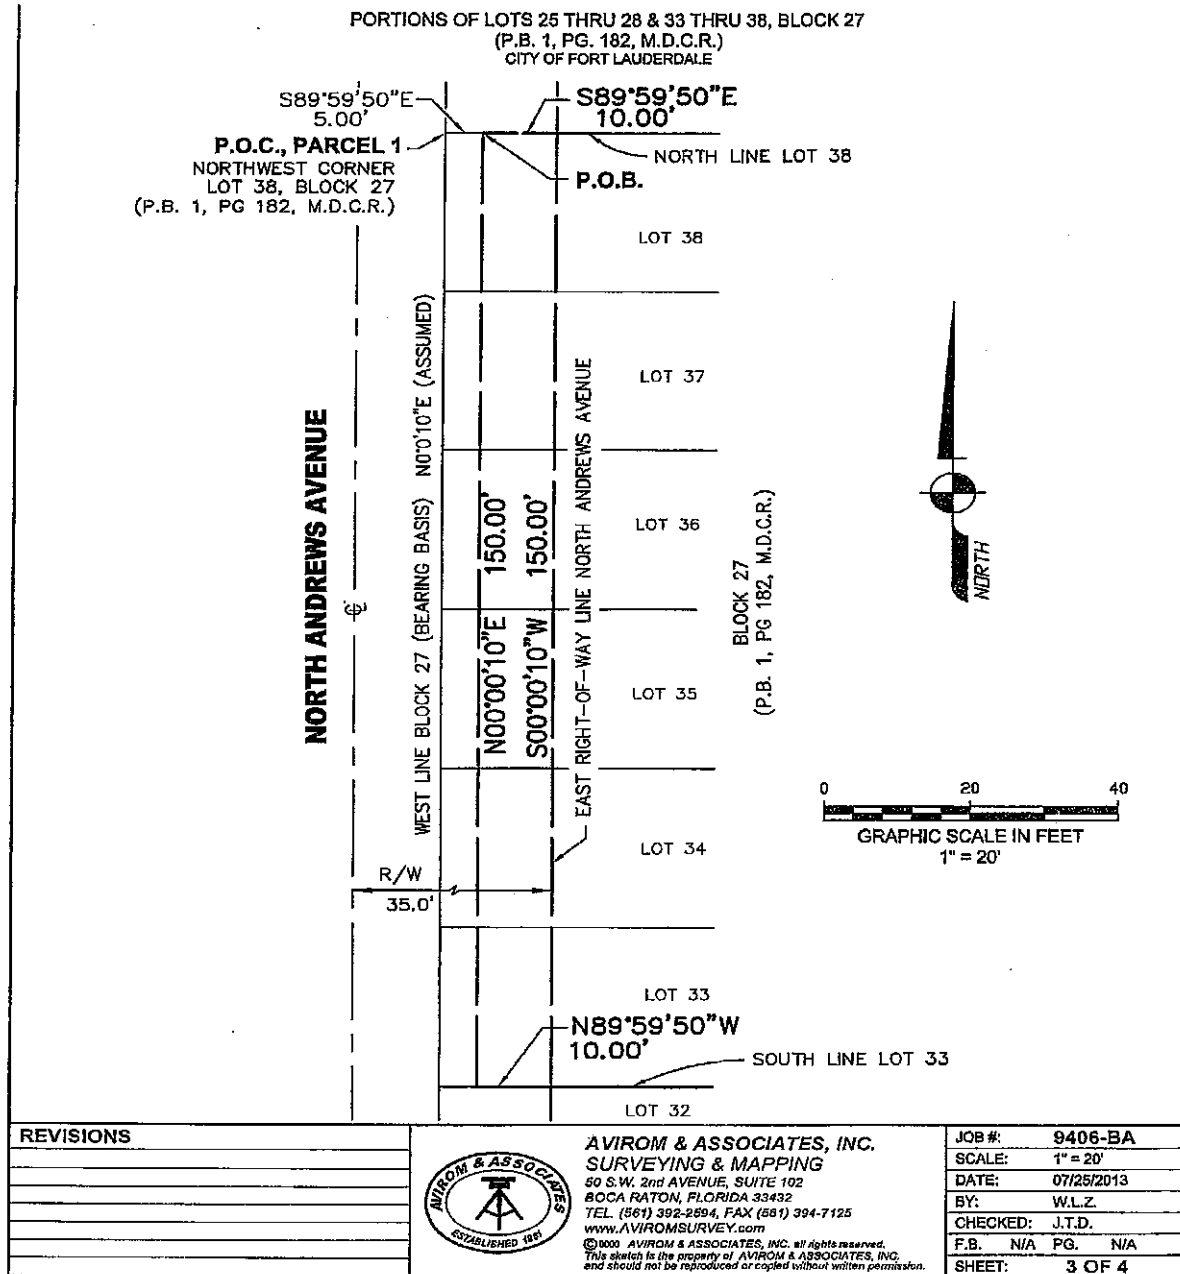 PORTIONS OF LOTS 25 THRU 28 & 33 THRU 38, BLOCK 27
(P.B. 1, PG. 182, M.D.C.R.)
CITY OF FORT LAUDERDALE
S89°59'50"E
5.00'
S89°59'50"E
10.00'
P.O.C., PARCEL 1
NORTHWEST CORNER
LOT 38, BLOCK 27
(P.B. 1, PG 182, M.D.C.R.)
NORTH LINE LOT 38
P.O.B.
LOT 38
LOT 37
LOT 36
LOT 35
LOT 34
LOT 33
LOT 32
NORTH ANDREWS AVENUE
WEST LINE BLOCK 27 (BEARING BASIS) N0°0'10"E (ASSUMED)
N00°00'10"E 150.00'
S00°00'10"W 150.00'
EAST RIGHT-OF-WAY LINE NORTH ANDREWS AVENUE
BLOCK 27
(P.B. 1, PG 182, M.D.C.R.)
NORTH
0 20 40
GRAPHIC SCALE IN FEET
1" = 20'
R/W
35.0'
N89°59'50"W
10.00'
SOUTH LINE LOT 33
REVISIONS
AVIROM & ASSOCIATES
ESTABLISHED 1981
AVIROM & ASSOCIATES, INC.
SURVEYING & MAPPING
50 S.W. 2nd AVENUE, SUITE 102
BOCA RATON, FLORIDA 33432
TEL. (561) 392-2594, FAX (561) 394-7125
www.AVIROMSURVEY.com
©0000 AVIROM & ASSOCIATES, INC. all rights reserved.
This sketch is the property of AVIROM & ASSOCIATES, INC.
and should not be reproduced or copied without written permission.
JOB #: 9406-BA
SCALE: 1" = 20'
DATE: 07/25/2013
BY: W.L.Z.
CHECKED: J.T.D.
F.B. N/A PG. N/A
SHEET: 3 OF 4